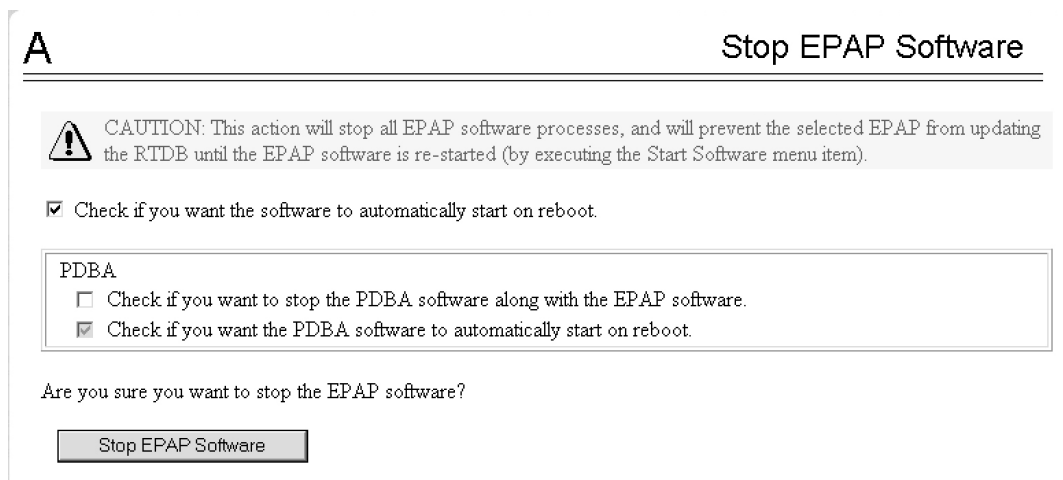 A
Stop EPAP Software
CAUTION: This action will stop all EPAP software processes, and will prevent the selected EPAP from updating
the RTDB until the EPAP software is re-started (by executing the Start Software menu item).
Check if you want the software to automatically start on reboot.
PDBA
Check if you want to stop the PDBA software along with the EPAP software.
Check if you want the PDBA software to automatically start on reboot.
Are you sure you want to stop the EPAP software?
Stop EPAP Software